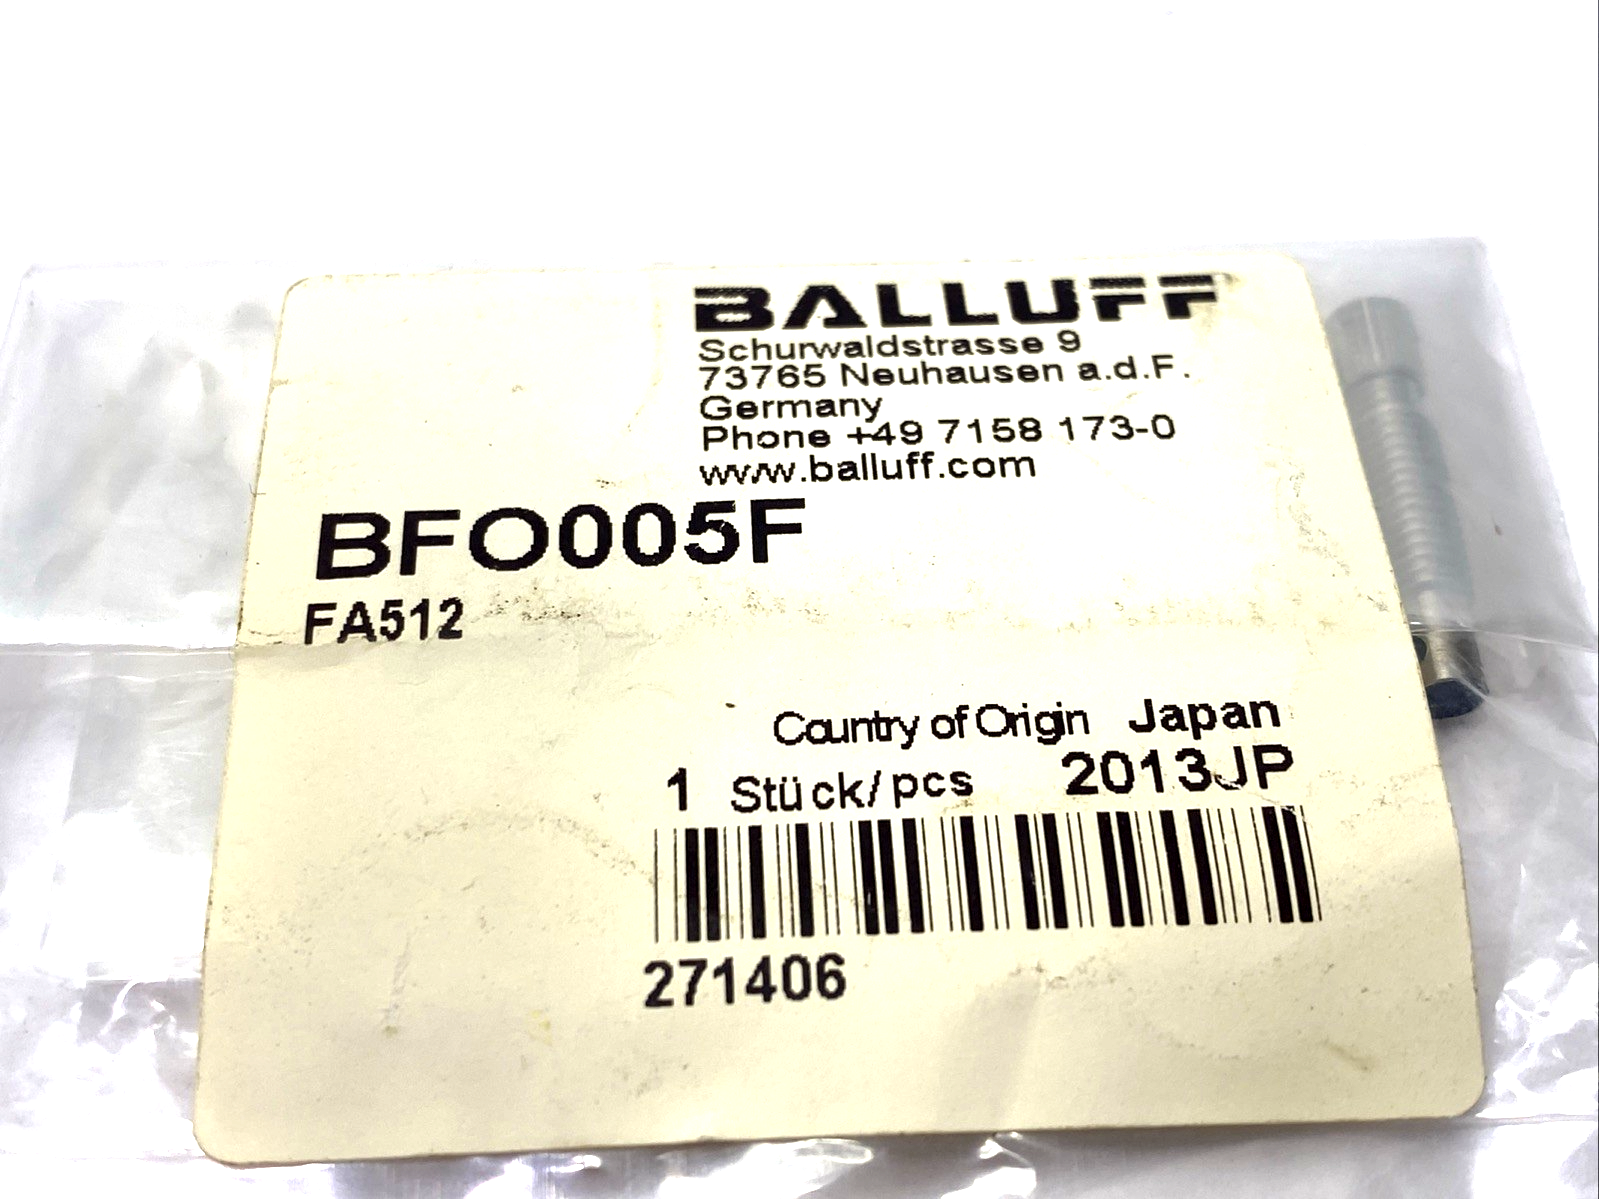 BALLUFF
Schurwaldstrasse 9
73765 Neuhausen a.d.F.
Germany
Phone +49 7158 173-0
www.balluff.com
BFO005F
FA512
Country of Origin Japan
1 Stück/pcs 2013JP
271406